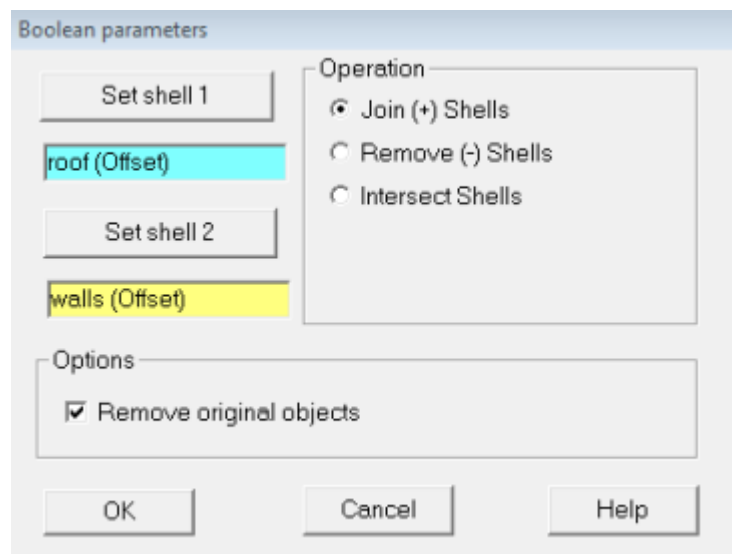 Boolean parameters
Set shell 1
roof (Offset)
Set shell 2
walls (Offset)
Operation
Join (+) Shells
Remove (-) Shells
Intersect Shells
Options
Remove original objects
OK
Cancel
Help